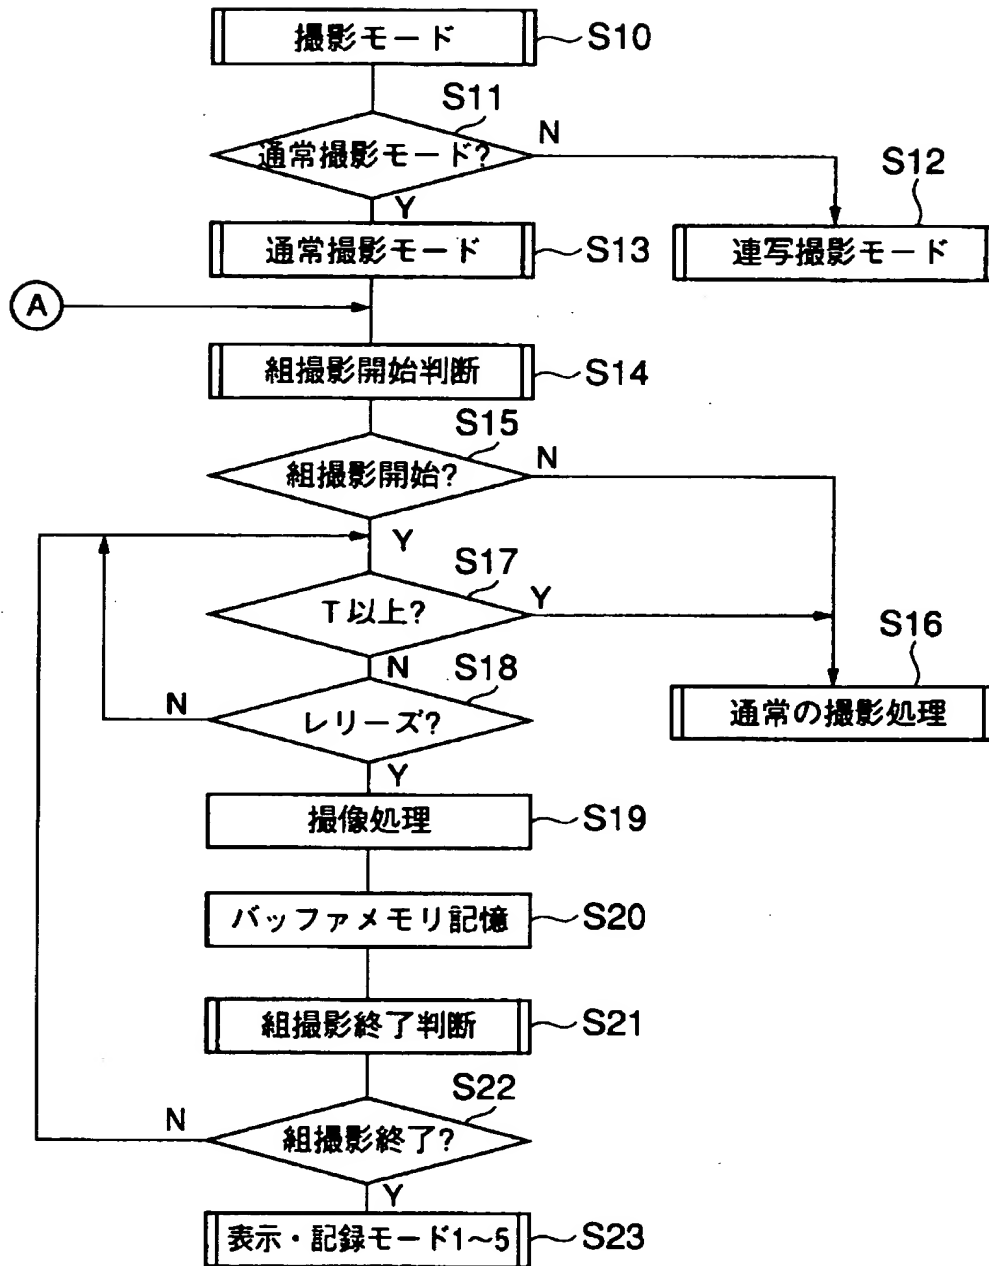 撮影モード S10
S11
通常撮影モード? N
Y
S12
通常撮影モード S13
連写撮影モード
A
組撮影開始判断 S14
S15
組撮影開始? N
Y
S17
T以上? Y
N
S16
S18
レリーズ? N
通常の撮影処理
Y
撮像処理 S19
バッファメモリ記憶 S20
組撮影終了判断 S21
S22
組撮影終了? N
Y
表示・記録モード1~5 S23